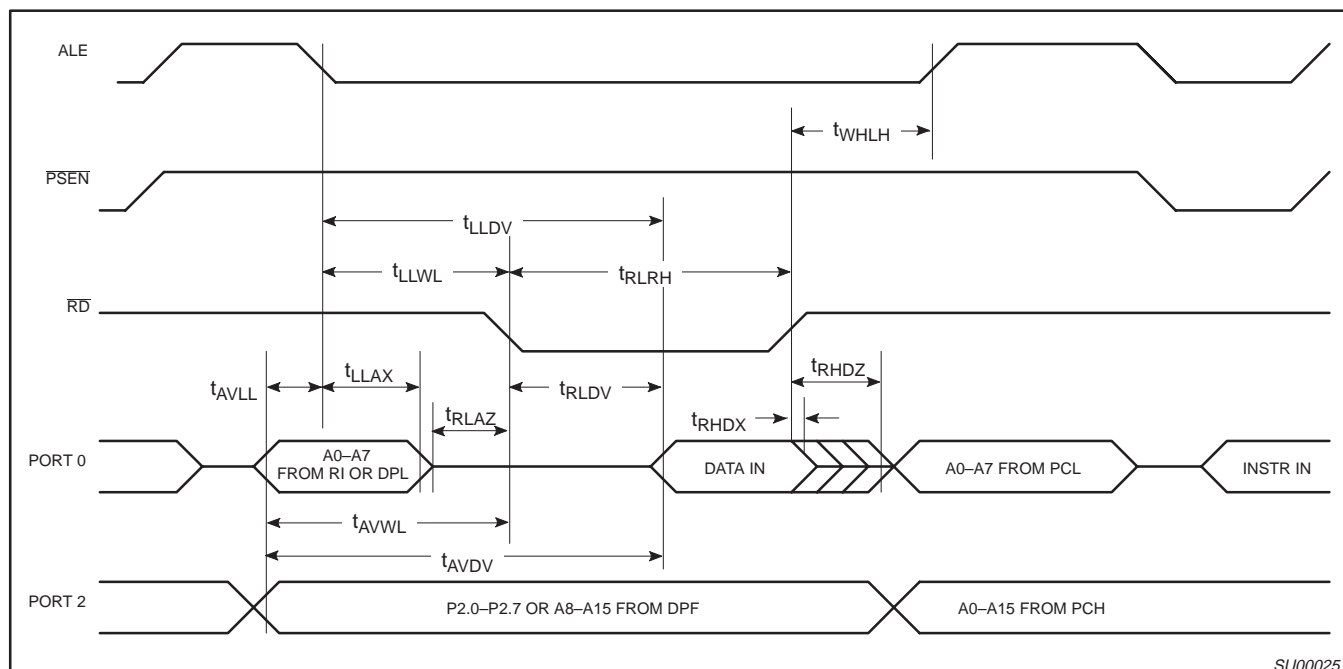 ALE
tWHLH
PSEN
tLLDV
tLLWL
tRLRH
RD
tAVLL
tLLAX
tRLAZ
tRLDV
tRHDZ
tRHDX
PORT 0
A0–A7
FROM RI OR DPL
DATA IN
A0–A7 FROM PCL
INSTR IN
tAVWL
tAVDV
PORT 2
P2.0–P2.7 OR A8–A15 FROM DPF
A0–A15 FROM PCH
SU00025